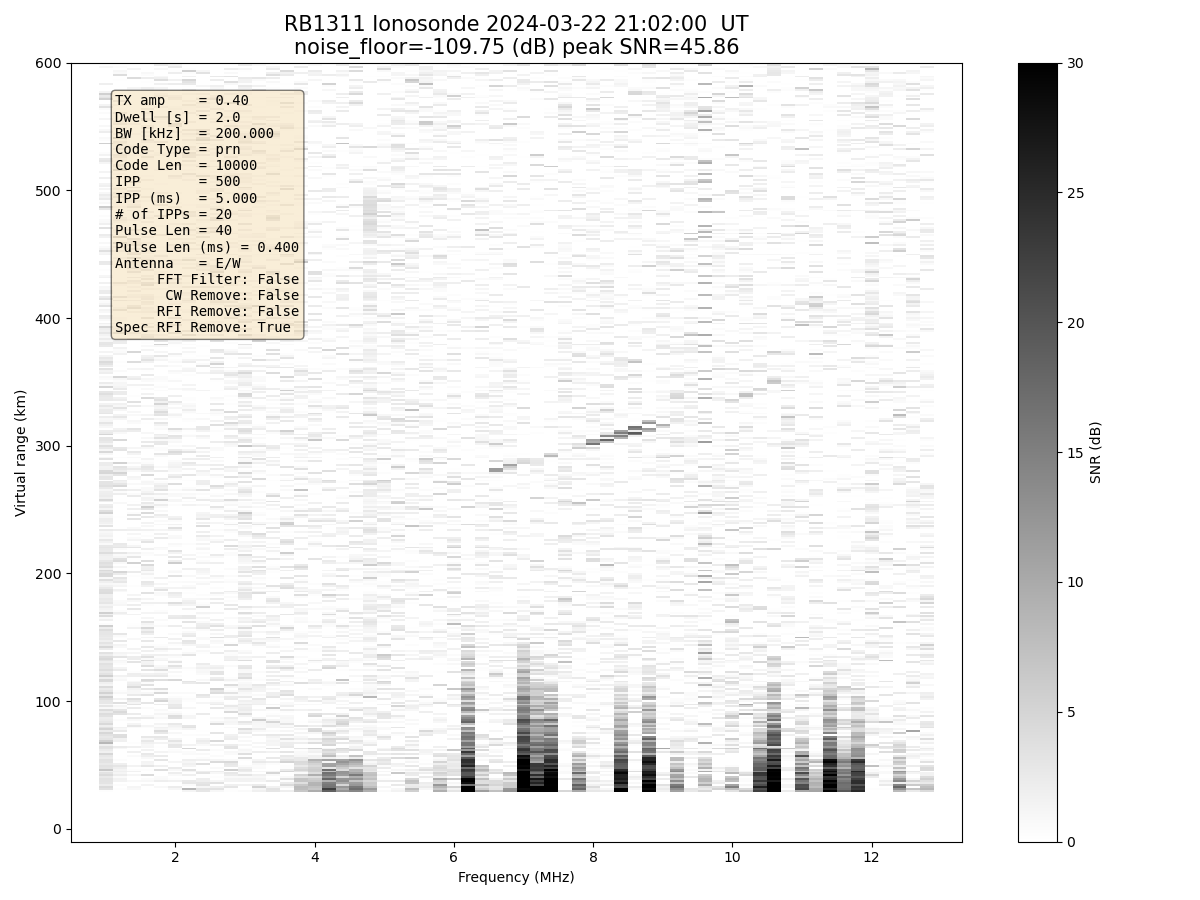 RB1311 Ionosonde 2024-03-22 21:02:00 UT
noise_floor=-109.75 (dB) peak SNR=45.86
TX amp = 0.40
Dwell [s] = 2.0
BW [kHz] = 200.000
Code Type = prn
Code Len = 10000
IPP = 500
IPP (ms) = 5.000
# of IPPs = 20
Pulse Len = 40
Pulse Len (ms) = 0.400
Antenna = E/W
FFT Filter: False
CW Remove: False
RFI Remove: False
Spec RFI Remove: True
Virtual range (km)
600
500
400
300
200
100
0
2 4 6 8 10 12
Frequency (MHz)
30
25
20
15
10
5
0
SNR (dB)